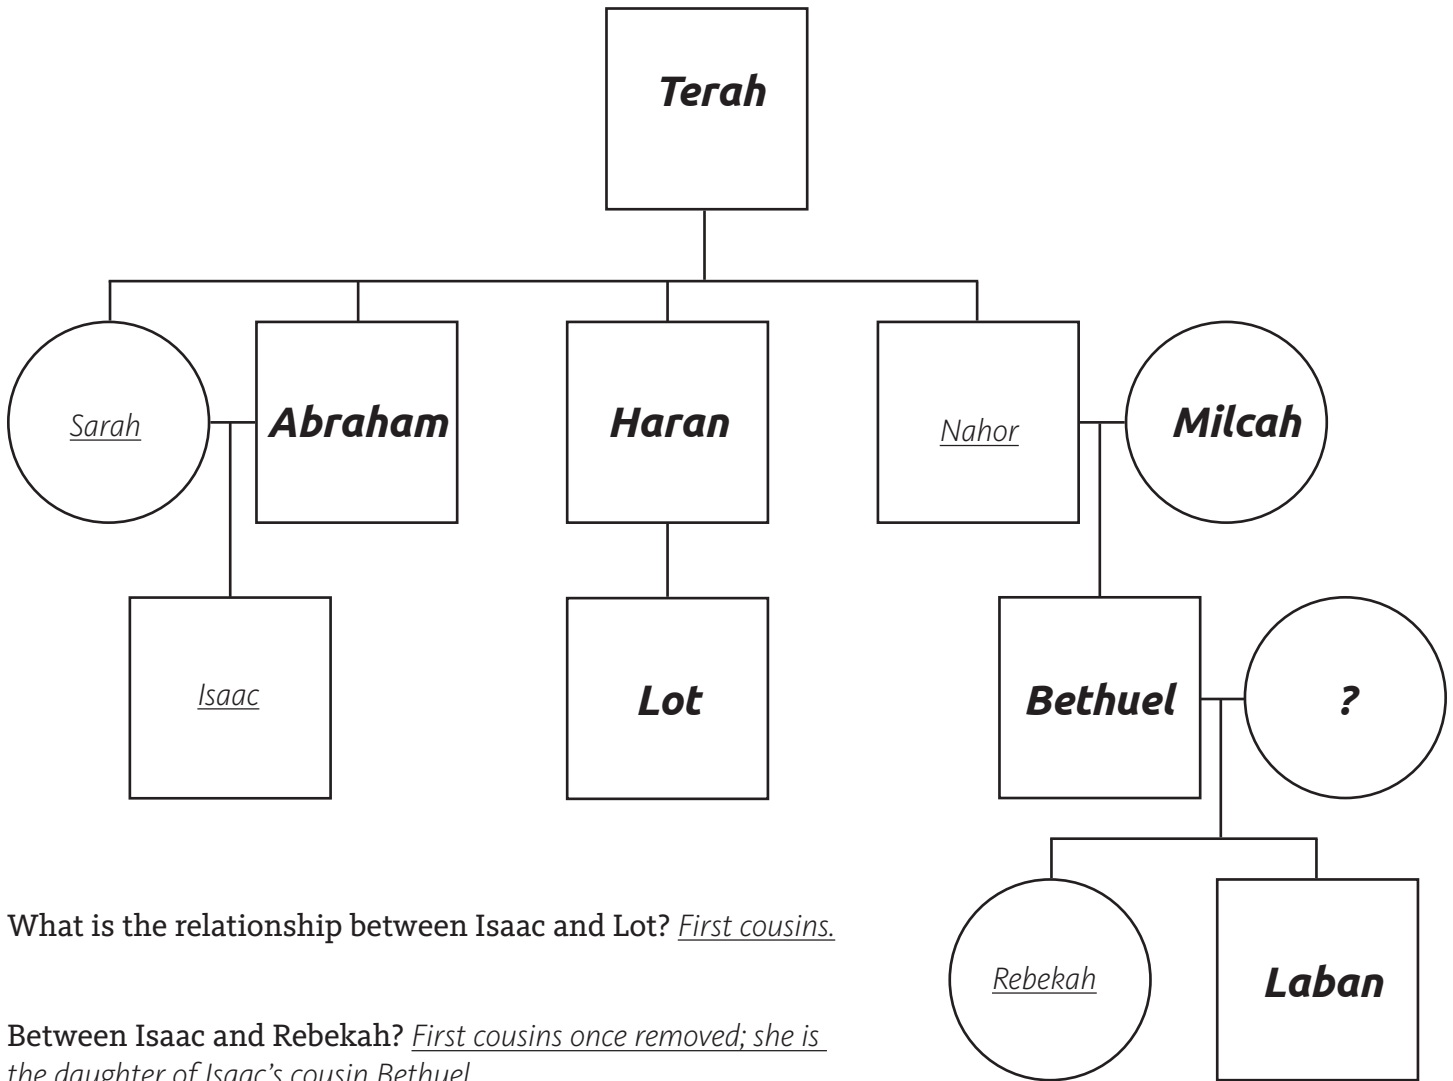 Terah
Sarah
Abraham
Haran
Nahor
Milcah
Isaac
Lot
Bethuel
?
Rebekah
Laban
What is the relationship between Isaac and Lot? First cousins.
Between Isaac and Rebekah? First cousins once removed; she is
the daughter of Isaac’s cousin Bethuel